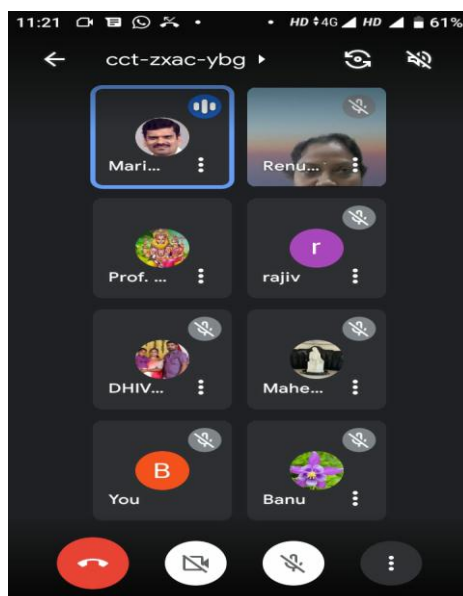 11:21 HD 4G HD 61%
cct-zxac-ybg
Mari... Renu...
Prof. ... r rajiv
DHIV... Mahe...
B You Banu